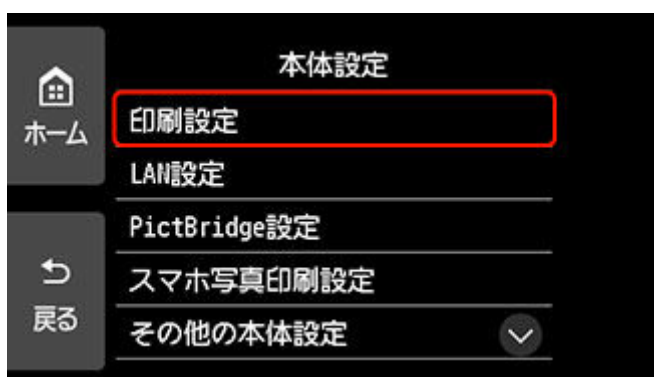 本体設定
ホーム
印刷設定
LAN設定
PictBridge設定
スマホ写真印刷設定
戻る
その他の本体設定